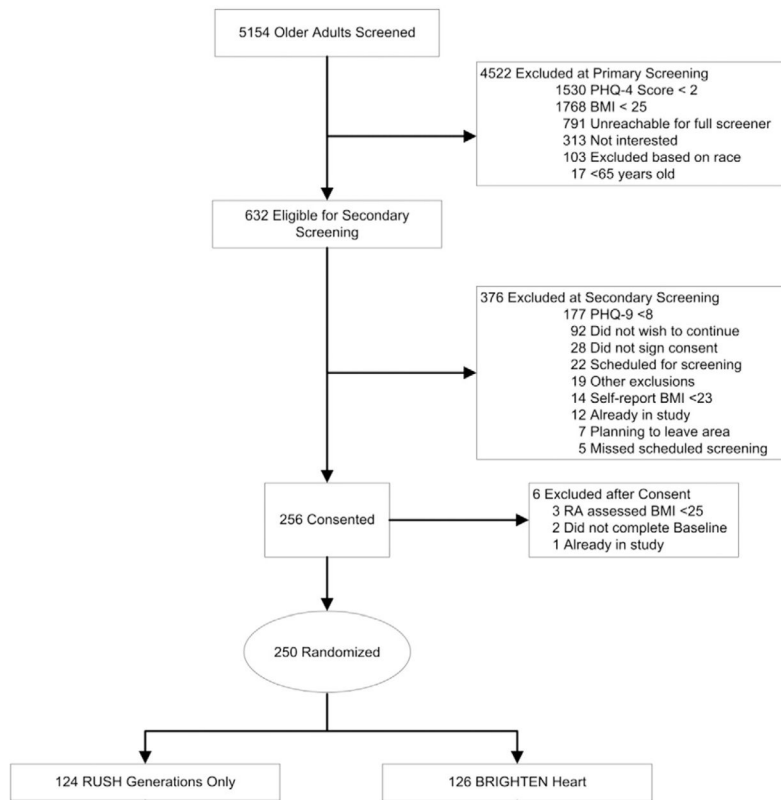 5154 Older Adults Screened
4522 Excluded at Primary Screening
1530 PHQ-4 Score < 2
1768 BMI < 25
791 Unreachable for full screener
313 Not interested
103 Excluded based on race
17 <65 years old
632 Eligible for Secondary
Screening
376 Excluded at Secondary Screening
177 PHQ-9 <8
92 Did not wish to continue
28 Did not sign consent
22 Scheduled for screening
19 Other exclusions
14 Self-report BMI <23
12 Already in study
7 Planning to leave area
5 Missed scheduled screening
256 Consented
6 Excluded after Consent
3 RA assessed BMI <25
2 Did not complete Baseline
1 Already in study
250 Randomized
124 RUSH Generations Only
126 BRIGHTEN Heart